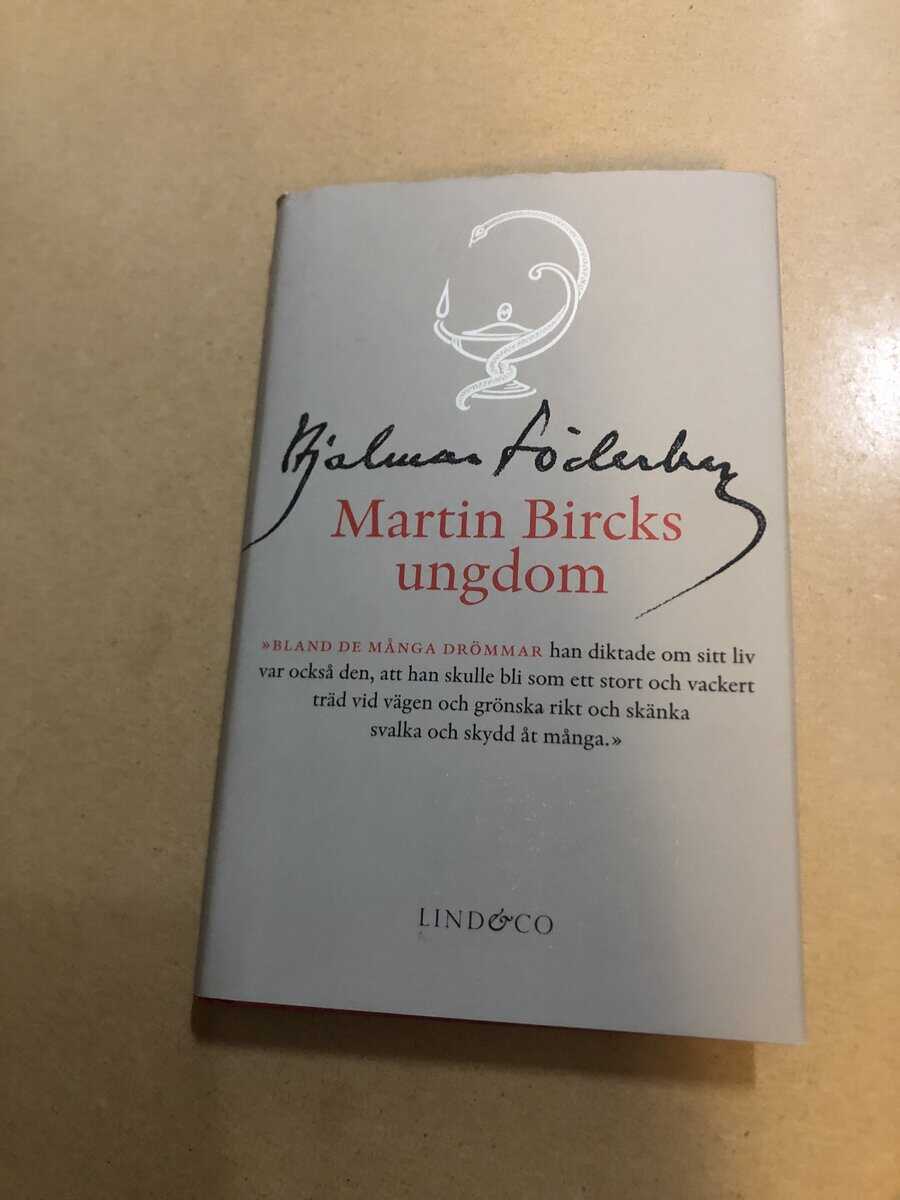 Hjalmar Söderberg
Martin Bircks
ungdom
»BLAND DE MÅNGA DRÖMMAR han diktade om sitt liv
var också den, att han skulle bli som ett stort och vackert
träd vid vägen och grönska rikt och skänka
svalka och skydd åt många.»
LIND&CO